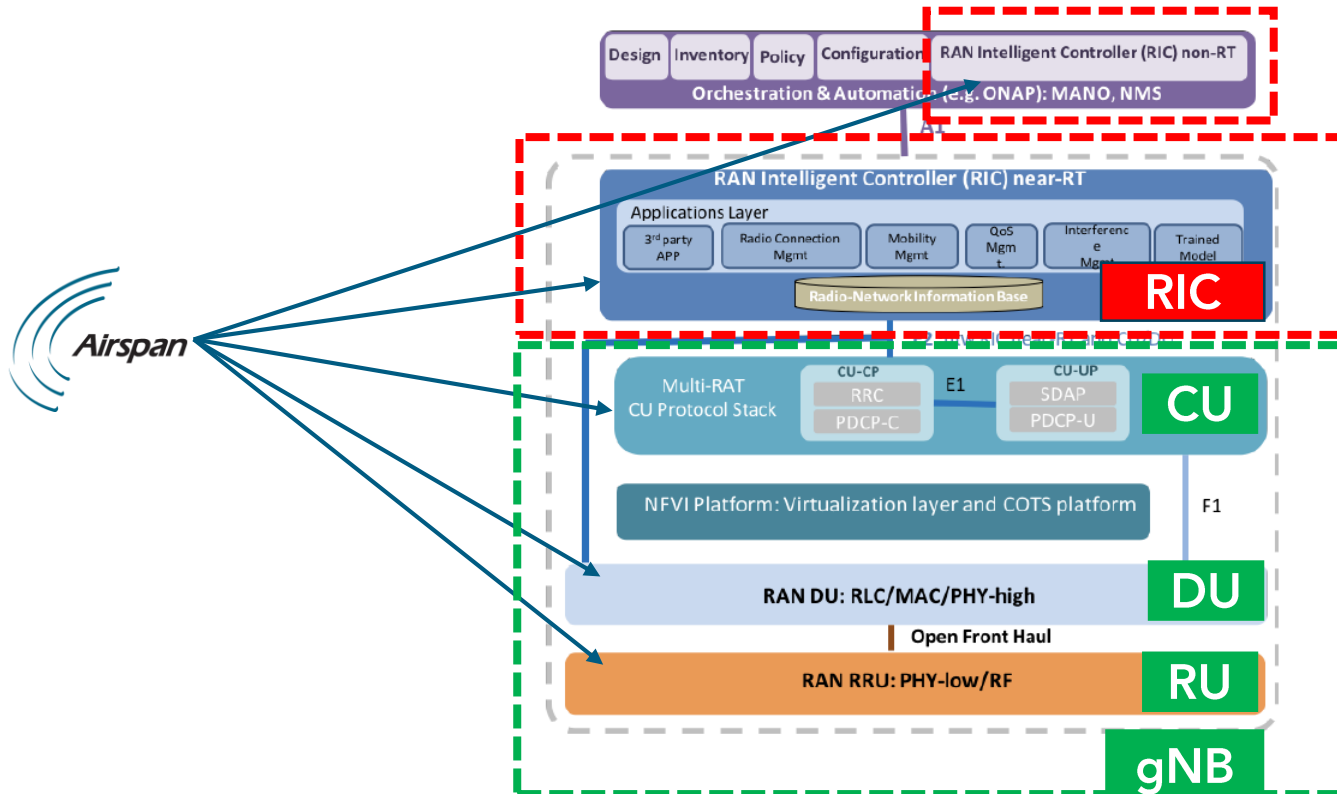 Design
Inventory
Policy
Configuration
RAN Intelligent Controller (RIC) non-RT
Orchestration & Automation (e.g. ONAP): MANO, NMS
A1
RAN Intelligent Controller (RIC) near-RT
Applications Layer
3rd party
APP
Radio Connection
Mgmt
Mobility
Mgmt
QoS
Mgm
t.
Interferenc
e
Mgmt
Trained
Model
Radio-Network Information Base
RIC
Airspan
Multi-RAT
CU Protocol Stack
CU-CP
RRC
PDCP-C
E1
CU-UP
SDAP
PDCP-U
CU
NFVI Platform: Virtualization layer and COTS platform
F1
RAN DU: RLC/MAC/PHY-high
DU
Open Front Haul
RAN RRU: PHY-low/RF
RU
gNB